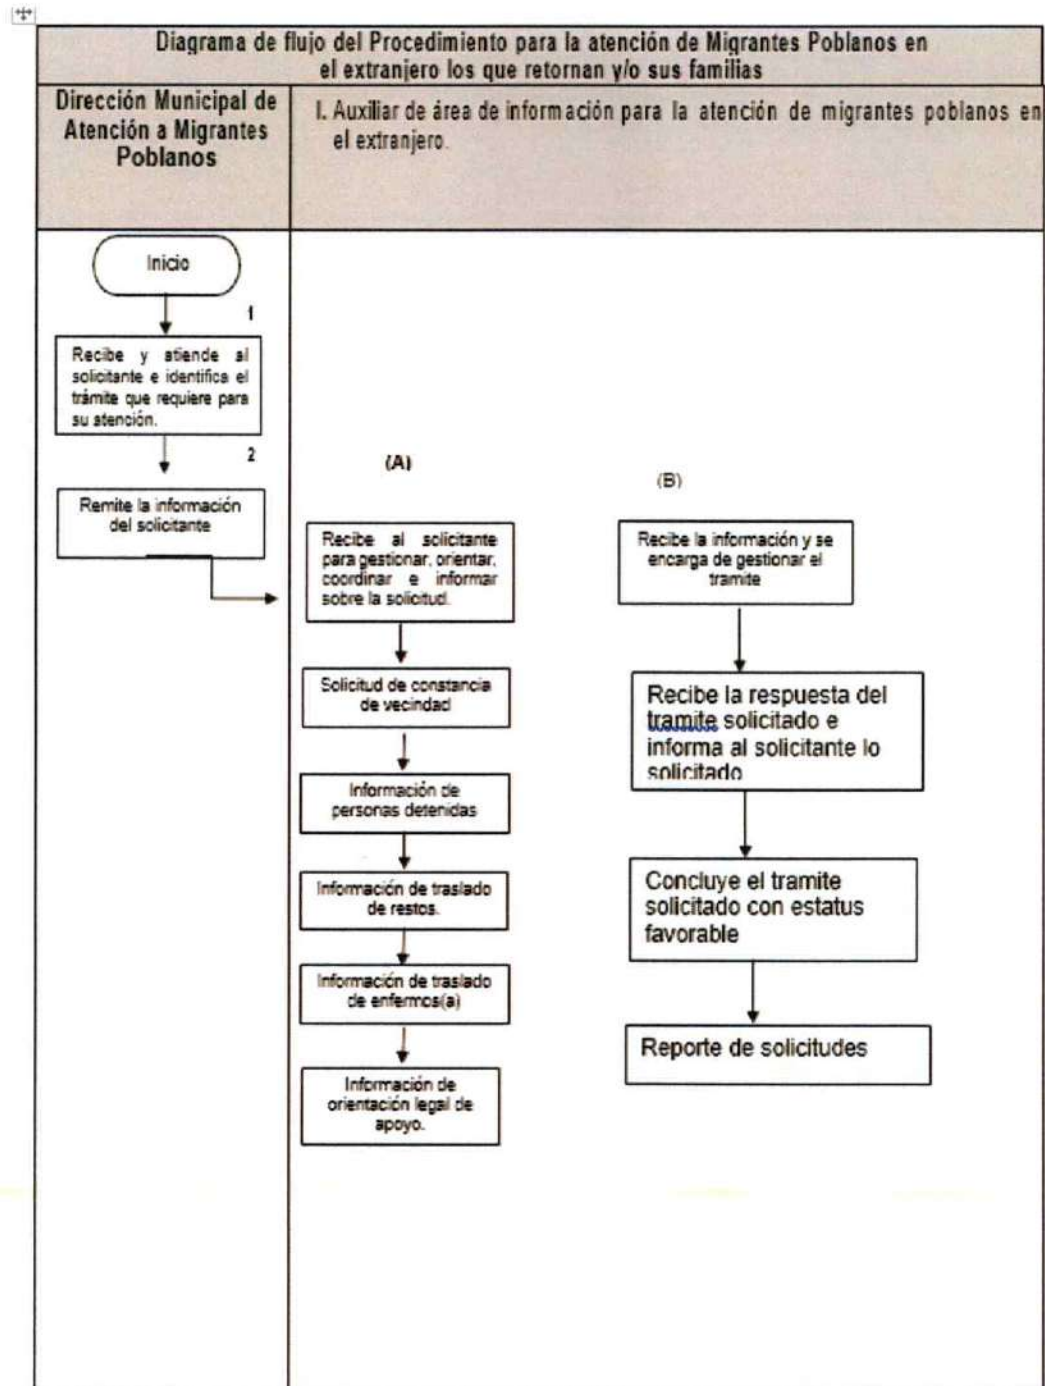 Diagrama de flujo del Procedimiento para la atención de Migrantes Poblanos en
el extranjero los que retornan y/o sus familias
Dirección Municipal de
Atención a Migrantes
Poblanos
I. Auxiliar de área de información para la atención de migrantes poblanos en
el extranjero.
Inicio
1
Recibe y atiende al
solicitante e identifica el
trámite que requiere para
su atención.
2
Remite la información
del solicitante
(A)
Recibe al solicitante
para gestionar, orientar,
coordinar e informar
sobre la solicitud.
Solicitud de constancia
de vecindad
Información de
personas detenidas
Información de traslado
de restos.
Información de traslado
de enfermos(a)
Información de
orientación legal de
apoyo.
(B)
Recibe la información y se
encarga de gestionar el
tramite
Recibe la respuesta del
tramite solicitado e
informa al solicitante lo
solicitado
Concluye el tramite
solicitado con estatus
favorable
Reporte de solicitudes